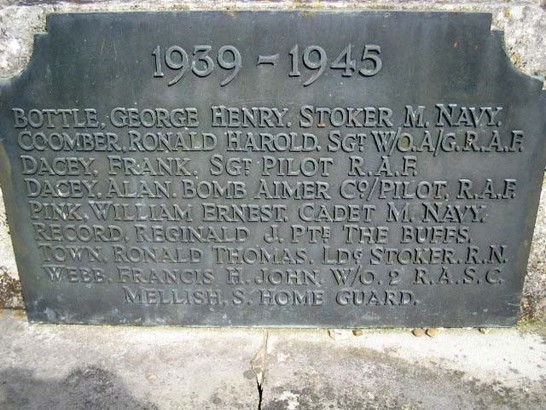 1939 – 1945
BOTTLE, GEORGE HENRY. STOKER M. NAVY.
COOMBER, RONALD HAROLD. SGT W/O.A/G.R.A.F.
DACEY, FRANK. SGT PILOT R.A.F.
DACEY, ALAN. BOMB AIMER CO/PILOT, R.A.F.
PINK, WILLIAM ERNEST. CADET M. NAVY.
RECORD, REGINALD J. PTE THE BUFFS.
TOWN, RONALD THOMAS. LDG STOKER. R.N.
WEBB, FRANCIS H. JOHN. W/O. 2 R.A.S.C.
MELLISH, S. HOME GUARD.